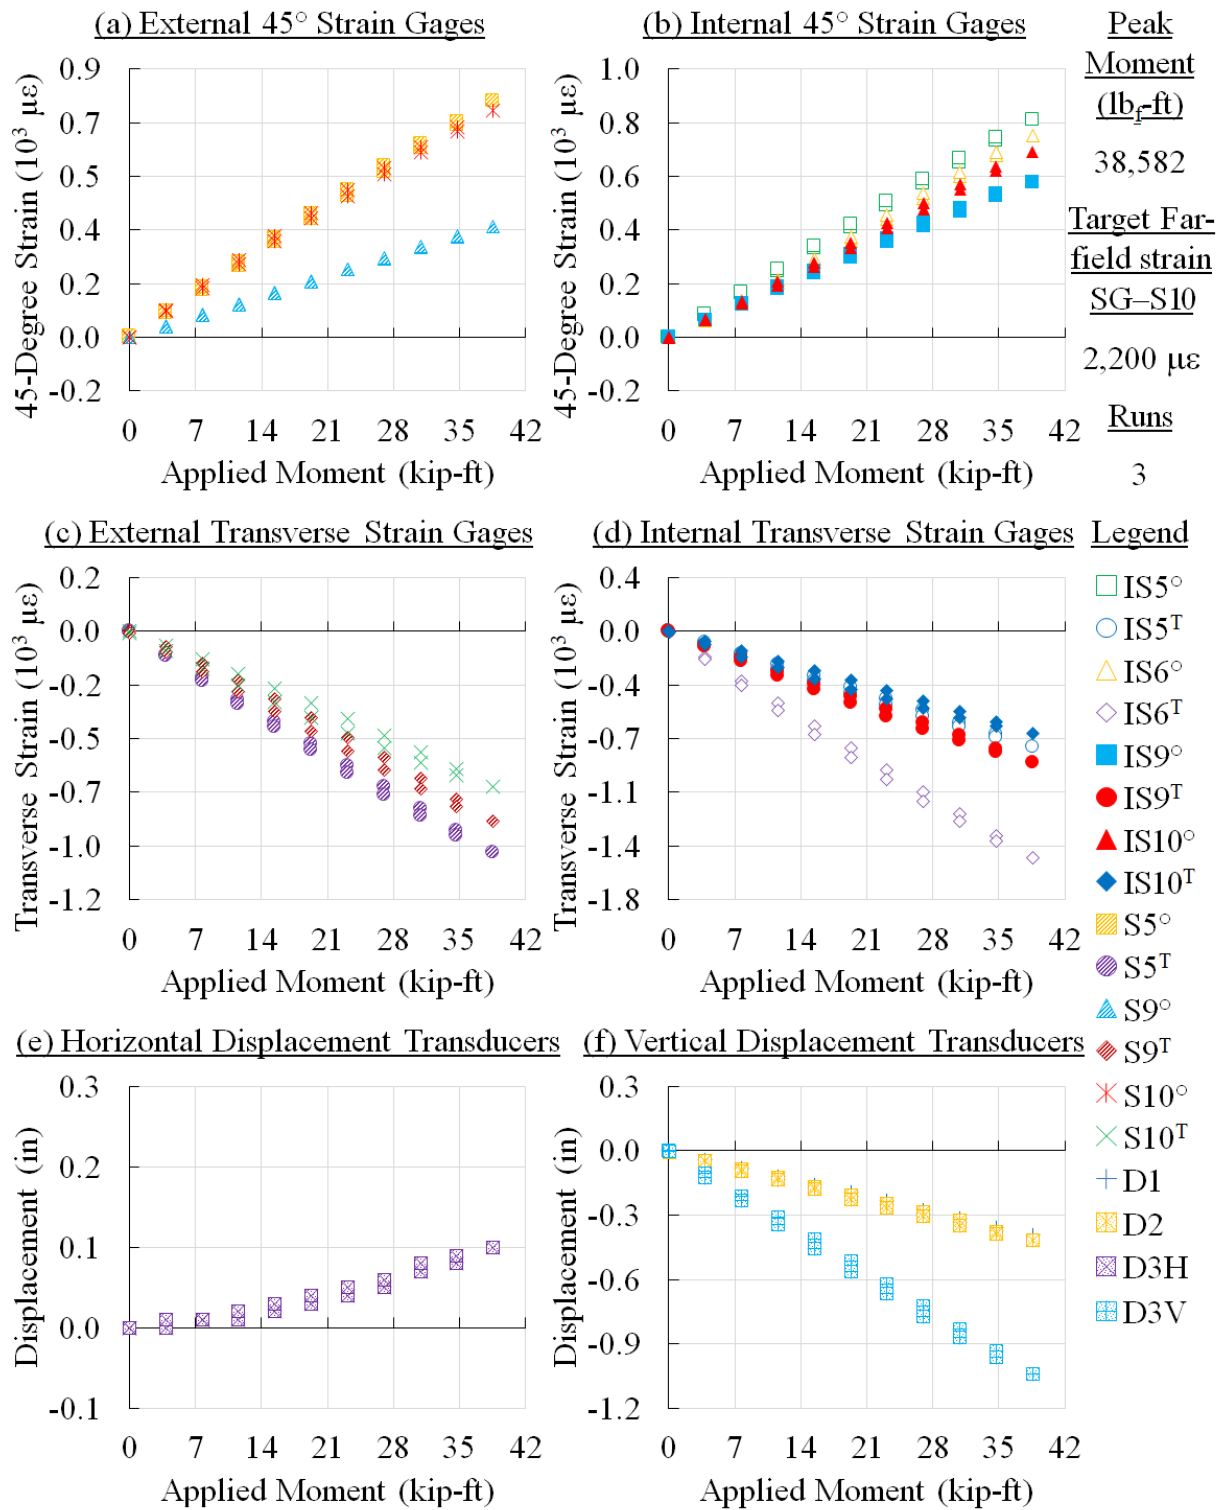 (a) External 45° Strain Gages
0.9
0.7
0.5
0.4
0.2
0.0
-0.2
45-Degree Strain (10³ µε)
0 7 14 21 28 35 42
Applied Moment (kip-ft)
(b) Internal 45° Strain Gages
1.0
0.8
0.6
0.4
0.2
0.0
-0.2
45-Degree Strain (10³ µε)
0 7 14 21 28 35 42
Applied Moment (kip-ft)
Peak
Moment
(lb_f-ft)
38,582
Target Far-
field strain
SG–S10
2,200 µε
Runs
3
(c) External Transverse Strain Gages
0.2
0.0
-0.2
-0.5
-0.7
-1.0
-1.2
Transverse Strain (10³ µε)
0 7 14 21 28 35 42
Applied Moment (kip-ft)
(d) Internal Transverse Strain Gages
0.4
0.0
-0.4
-0.7
-1.1
-1.4
-1.8
Transverse Strain (10³ µε)
0 7 14 21 28 35 42
Applied Moment (kip-ft)
Legend
IS5°
IS5ᵀ
IS6°
IS6ᵀ
IS9°
IS9ᵀ
IS10°
IS10ᵀ
S5°
S5ᵀ
S9°
S9ᵀ
S10°
S10ᵀ
D1
D2
D3H
D3V
(e) Horizontal Displacement Transducers
0.3
0.2
0.1
0.0
-0.1
Displacement (in)
0 7 14 21 28 35 42
Applied Moment (kip-ft)
(f) Vertical Displacement Transducers
0.3
0.0
-0.3
-0.6
-0.9
-1.2
Displacement (in)
0 7 14 21 28 35 42
Applied Moment (kip-ft)